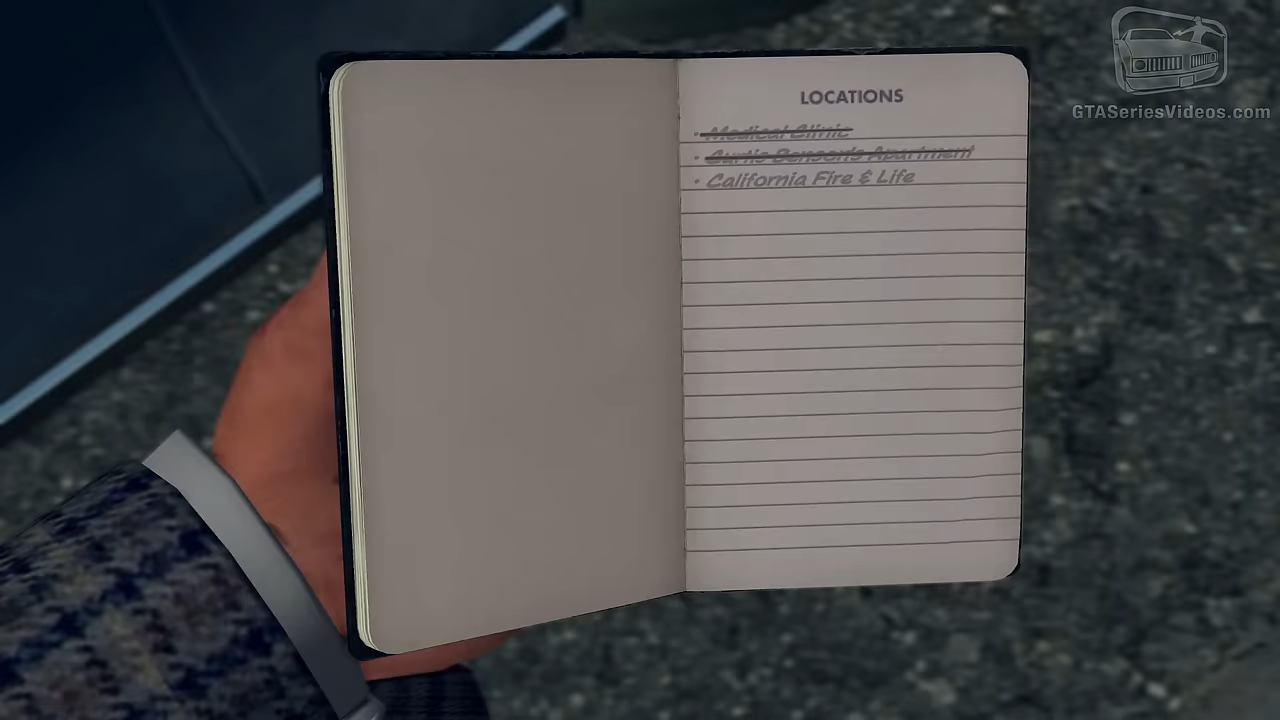 GTASeriesVideos.com
LOCATIONS
• Medical Clinic
• Curtis Benson's Apartment
• California Fire & Life